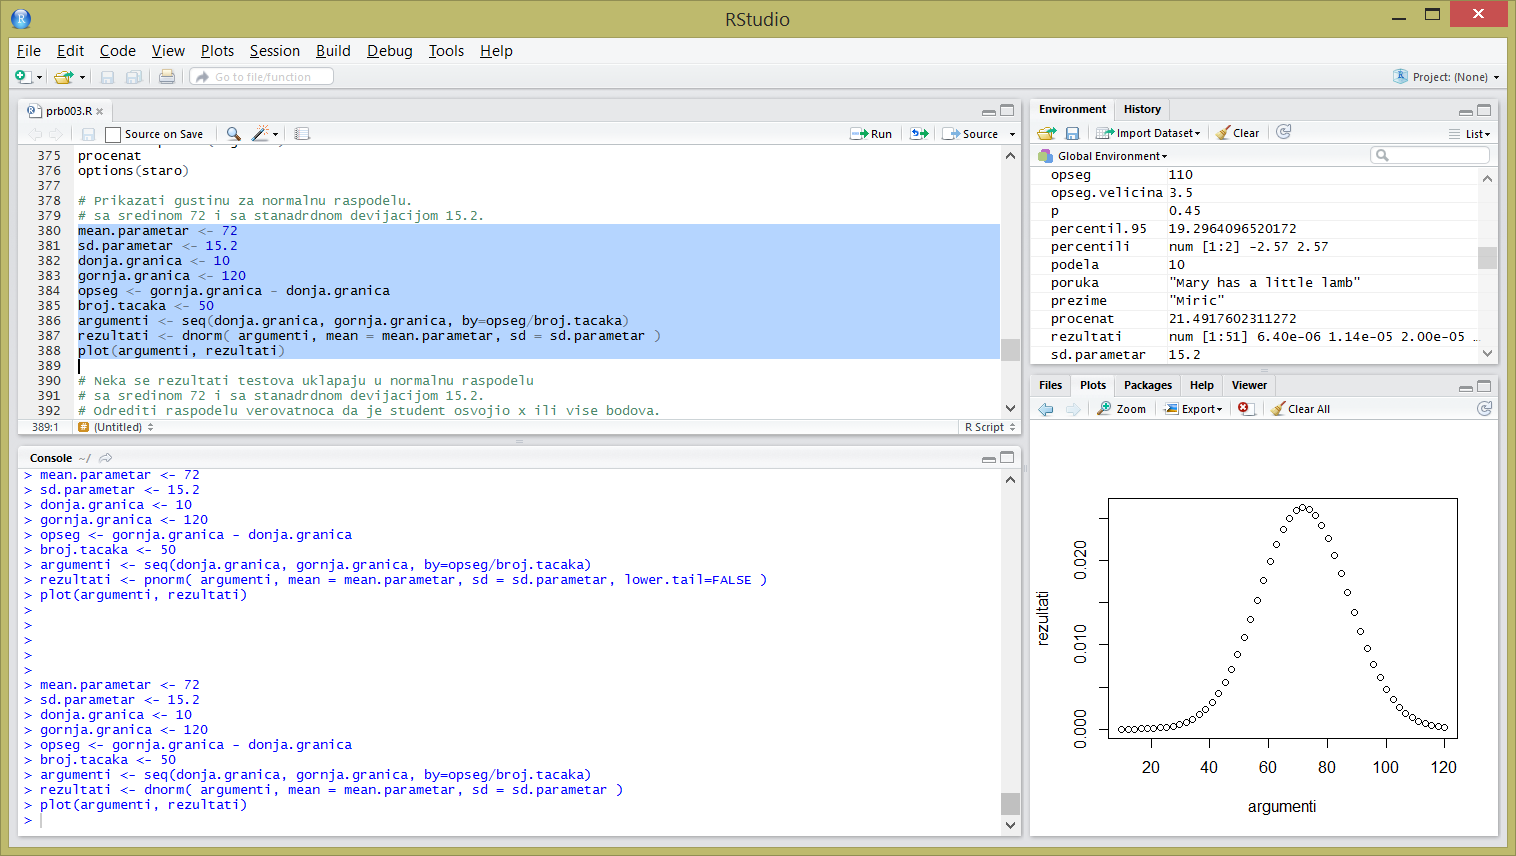 RStudio
File Edit Code View Plots Session Build Debug Tools Help
Go to file/function
Project: (None)
prb003.R
Source on Save
Run
Source
375 procenat
376 options(staro)
377
378 # Prikazati gustinu za normalnu raspodelu.
379 # sa sredinom 72 i sa stanadrdnom devijacijom 15.2.
380 mean.parametar <- 72
381 sd.parametar <- 15.2
382 donja.granica <- 10
383 gornja.granica <- 120
384 opseg <- gornja.granica - donja.granica
385 broj.tacaka <- 50
386 argumenti <- seq(donja.granica, gornja.granica, by=opseg/broj.tacaka)
387 rezultati <- dnorm( argumenti, mean = mean.parametar, sd = sd.parametar )
388 plot(argumenti, rezultati)
389
390 # Neka se rezultati testova uklapaju u normalnu raspodelu
391 # sa sredinom 72 i sa stanadrdnom devijacijom 15.2.
392 # Odrediti raspodelu verovatnoca da je student osvojio x ili vise bodova.
389:1 # (Untitled) R Script
Console ~/
> mean.parametar <- 72
> sd.parametar <- 15.2
> donja.granica <- 10
> gornja.granica <- 120
> opseg <- gornja.granica - donja.granica
> broj.tacaka <- 50
> argumenti <- seq(donja.granica, gornja.granica, by=opseg/broj.tacaka)
> rezultati <- pnorm( argumenti, mean = mean.parametar, sd = sd.parametar, lower.tail=FALSE )
> plot(argumenti, rezultati)
>
>
>
>
>
> mean.parametar <- 72
> sd.parametar <- 15.2
> donja.granica <- 10
> gornja.granica <- 120
> opseg <- gornja.granica - donja.granica
> broj.tacaka <- 50
> argumenti <- seq(donja.granica, gornja.granica, by=opseg/broj.tacaka)
> rezultati <- dnorm( argumenti, mean = mean.parametar, sd = sd.parametar )
> plot(argumenti, rezultati)
>
Environment History
Import Dataset Clear List
Global Environment
opseg 110
opseg.velicina 3.5
p 0.45
percentil.95 19.2964096520172
percentili num [1:2] -2.57 2.57
podela 10
poruka "Mary has a little lamb"
prezime "Miric"
procenat 21.4917602311272
rezultati num [1:51] 6.40e-06 1.14e-05 2.00e-05 …
sd.parametar 15.2
Files Plots Packages Help Viewer
Zoom Export Clear All
rezultati
0.020
0.010
0.000
20 40 60 80 100 120
argumenti